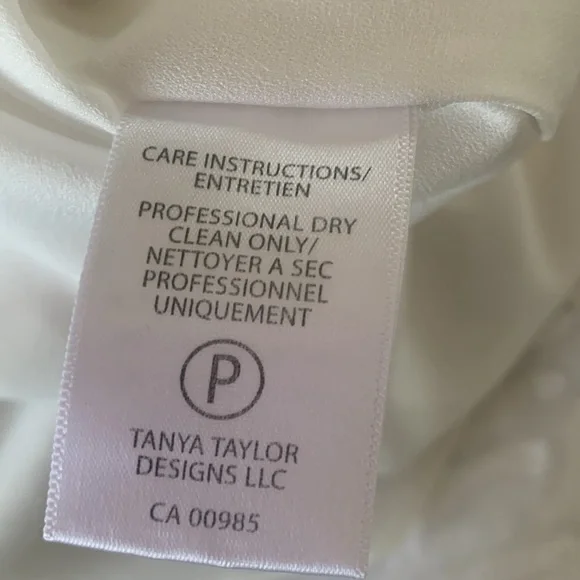 CARE INSTRUCTIONS/
ENTRETIEN
PROFESSIONAL DRY
CLEAN ONLY/
NETTOYER A SEC
PROFESSIONNEL
UNIQUEMENT
P
TANYA TAYLOR
DESIGNS LLC
CA 00985